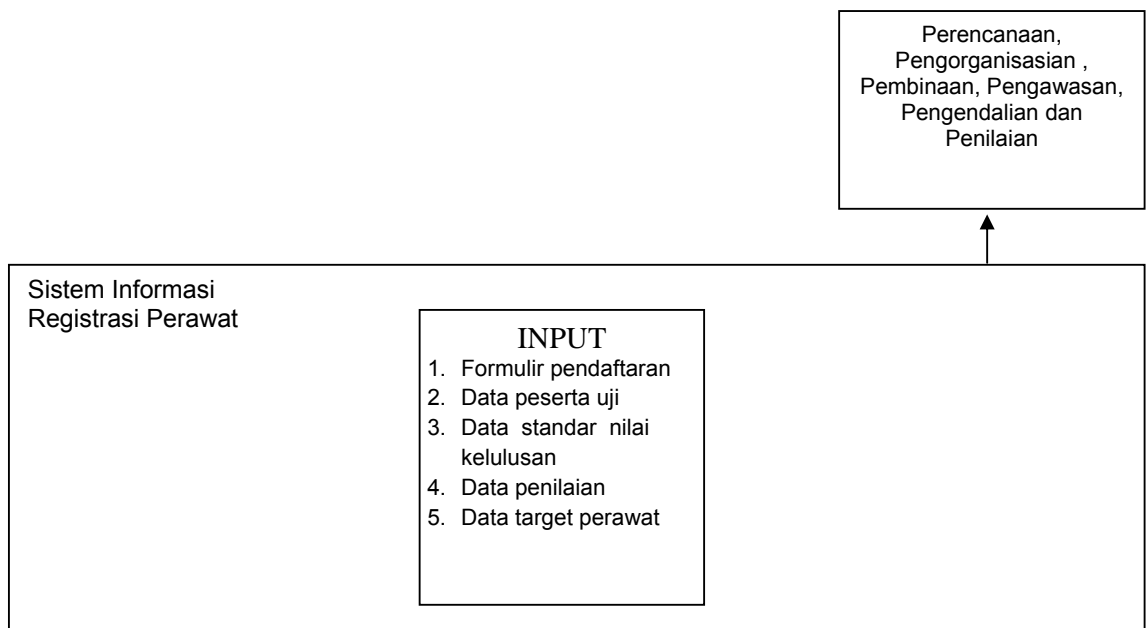 Perencanaan,
Pengorganisasian ,
Pembinaan, Pengawasan,
Pengendalian dan
Penilaian
Sistem Informasi
Registrasi Perawat
INPUT
1. Formulir pendaftaran
2. Data peserta uji
3. Data standar nilai
kelulusan
4. Data penilaian
5. Data target perawat